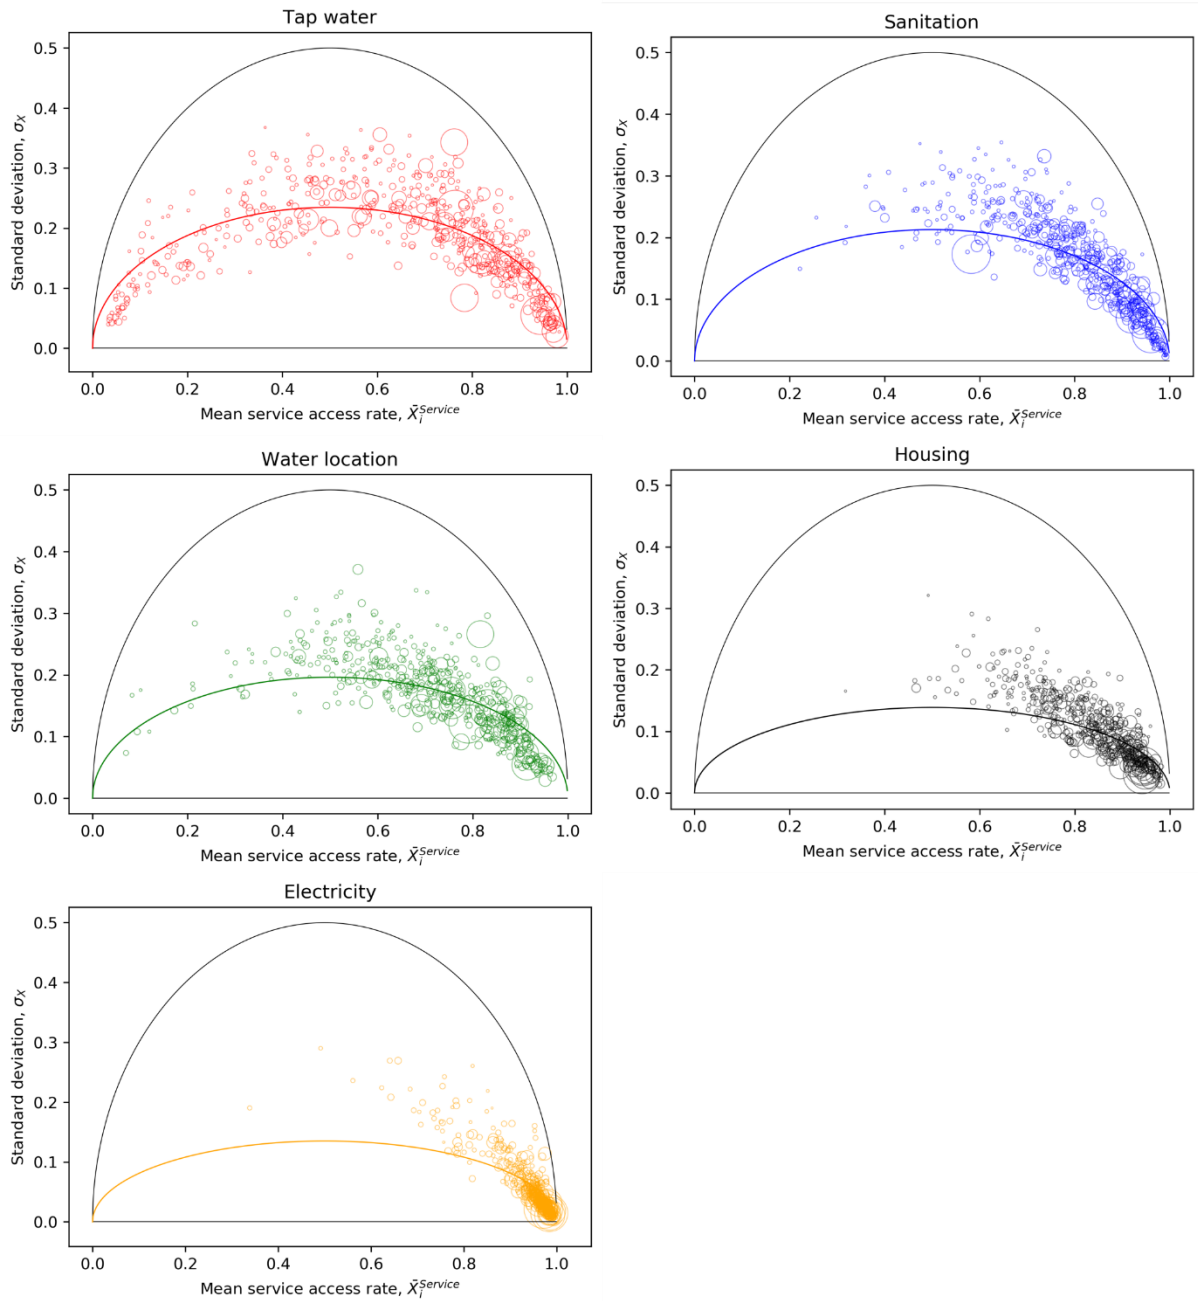 Tap water
0.5
0.4
0.3
0.2
0.1
0.0
Standard deviation, σX
0.0 0.2 0.4 0.6 0.8 1.0
Mean service access rate, X̄iService
Sanitation
0.5
0.4
0.3
0.2
0.1
0.0
Standard deviation, σX
0.0 0.2 0.4 0.6 0.8 1.0
Mean service access rate, X̄iService
Water location
0.5
0.4
0.3
0.2
0.1
0.0
Standard deviation, σX
0.0 0.2 0.4 0.6 0.8 1.0
Mean service access rate, X̄iService
Housing
0.5
0.4
0.3
0.2
0.1
0.0
Standard deviation, σX
0.0 0.2 0.4 0.6 0.8 1.0
Mean service access rate, X̄iService
Electricity
0.5
0.4
0.3
0.2
0.1
0.0
Standard deviation, σX
0.0 0.2 0.4 0.6 0.8 1.0
Mean service access rate, X̄iService